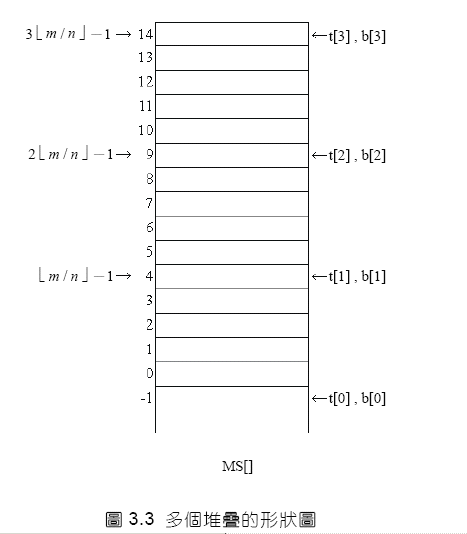 3⌊m/n⌋−1→ 14 ←t[3] , b[3]
13
12
11
10
2⌊m/n⌋−1→ 9 ←t[2] , b[2]
8
7
6
5
⌊m/n⌋−1→ 4 ←t[1] , b[1]
3
2
1
0
-1 ←t[0] , b[0]
MS[]
圖 3.3 多個堆疊的形狀圖